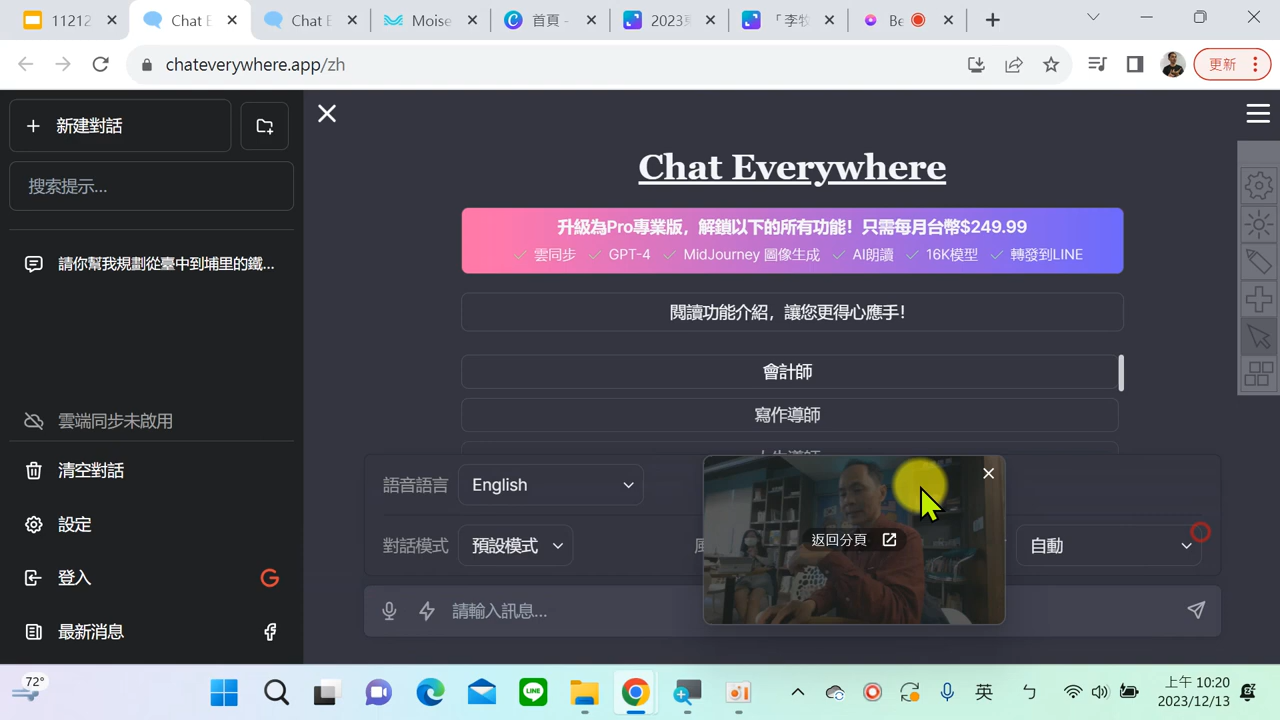 11212
Chat E
Chat E
Moise
首頁 -
2023
「李牧
Be
chateverywhere.app/zh
更新
新建對話
搜索提示...
請你幫我規劃從臺中到埔里的鐵...
雲端同步未啟用
清空對話
設定
登入
最新消息
Chat Everywhere
升級為Pro專業版，解鎖以下的所有功能！只需每月台幣$249.99
雲同步 GPT-4 MidJourney 圖像生成 AI朗讀 16K模型 轉發到LINE
閱讀功能介紹，讓您更得心應手！
會計師
寫作導師
語音語言 English
返回分頁
對話模式 預設模式 自動
請輸入訊息...
72°
LINE
英
ㄅ
上午 10:20
2023/12/13